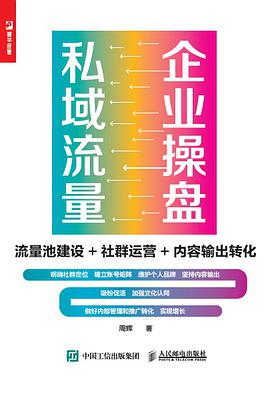 企业操盘
私域流量
流量池建设 + 社群运营 + 内容输出转化
明确社群定位 建立账号矩阵 维护个人品牌 坚持内容输出
吸粉促活 加强文化认同
做好内部管理和推广转化 实现增长
周辉 著
中国工信出版集团 人民邮电出版社